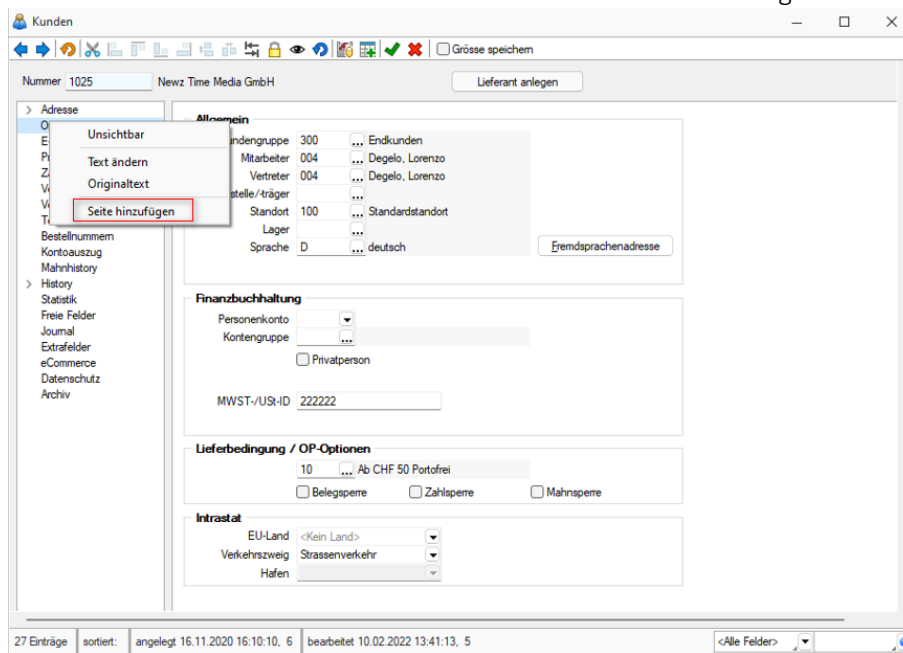 Kunden
Grösse speichern
Nummer 1025 Newz Time Media GmbH Lieferant anlegen
Adresse
Unsichtbar
Text ändern
Originaltext
Seite hinzufügen
Bestellnummern
Kontoauszug
Mahnhistory
History
Statistik
Freie Felder
Journal
Extrafelder
eCommerce
Datenschutz
Archiv
Allgemein
300 ... Endkunden
Mitarbeiter 004 ... Degelo, Lorenzo
Vertreter 004 ... Degelo, Lorenzo
...
Standort 100 ... Standardstandort
Lager ...
Sprache D ... deutsch Fremdsprachenadresse
Finanzbuchhaltung
Personenkonto
Kontengruppe ...
Privatperson
MWST-/USt-ID 222222
Lieferbedingung / OP-Optionen
10 ... Ab CHF 50 Portofrei
Belegsperre Zahlsperre Mahnsperre
Intrastat
EU-Land <Kein Land>
Verkehrszweig Strassenverkehr
Hafen
27 Einträge sortiert: angelegt 16.11.2020 16:10:10, 6 bearbeitet 10.02.2022 13:41:13, 5 <Alle Felder>